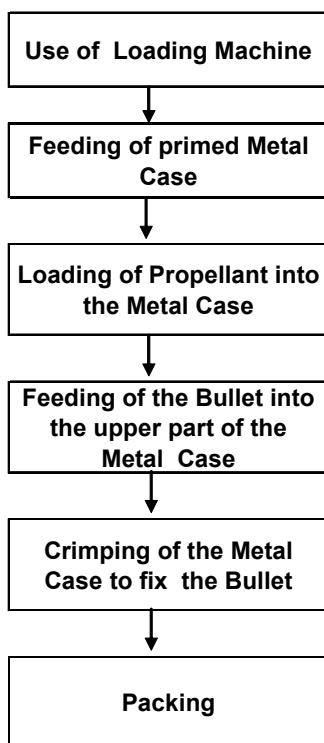 Use of Loading Machine
Feeding of primed Metal
Case
Loading of Propellant into
the Metal Case
Feeding of the Bullet into
the upper part of the
Metal Case
Crimping of the Metal
Case to fix the Bullet
Packing